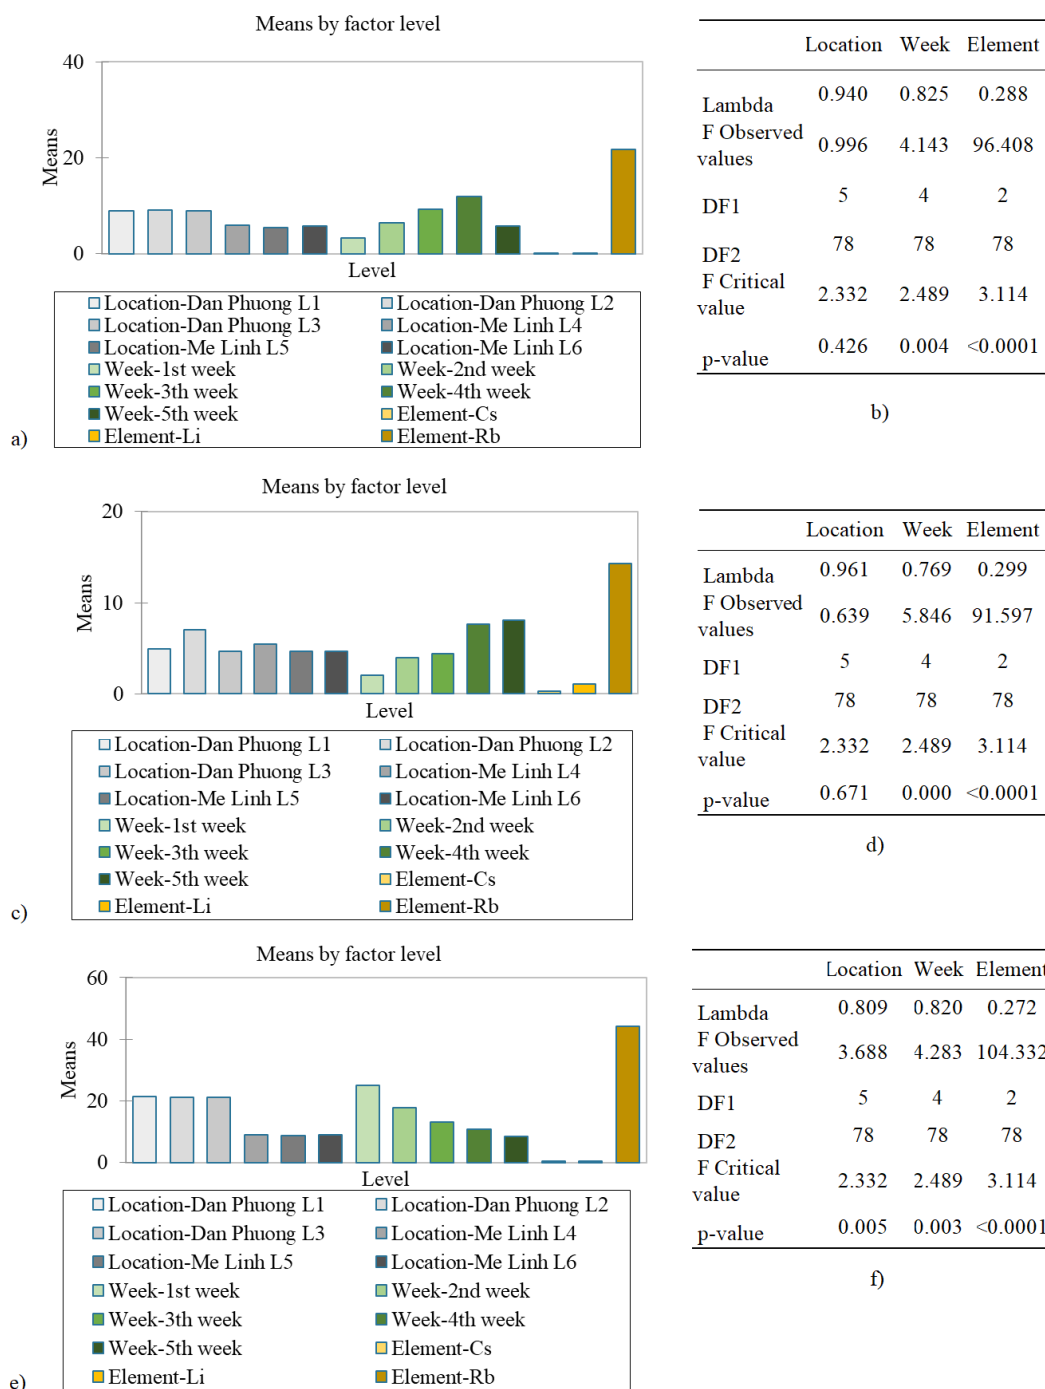 Means by factor level
40
20
0
Means
Level
Location-Dan Phuong L1 Location-Dan Phuong L2
Location-Dan Phuong L3 Location-Me Linh L4
Location-Me Linh L5 Location-Me Linh L6
Week-1st week Week-2nd week
Week-3th week Week-4th week
Week-5th week Element-Cs
Element-Li Element-Rb
a)
Location Week Element
Lambda 0.940 0.825 0.288
F Observed values 0.996 4.143 96.408
DF1 5 4 2
DF2 78 78 78
F Critical value 2.332 2.489 3.114
p-value 0.426 0.004 <0.0001
b)
Means by factor level
20
10
0
Means
Level
Location-Dan Phuong L1 Location-Dan Phuong L2
Location-Dan Phuong L3 Location-Me Linh L4
Location-Me Linh L5 Location-Me Linh L6
Week-1st week Week-2nd week
Week-3th week Week-4th week
Week-5th week Element-Cs
Element-Li Element-Rb
c)
Location Week Element
Lambda 0.961 0.769 0.299
F Observed values 0.639 5.846 91.597
DF1 5 4 2
DF2 78 78 78
F Critical value 2.332 2.489 3.114
p-value 0.671 0.000 <0.0001
d)
Means by factor level
60
40
20
0
Means
Level
Location-Dan Phuong L1 Location-Dan Phuong L2
Location-Dan Phuong L3 Location-Me Linh L4
Location-Me Linh L5 Location-Me Linh L6
Week-1st week Week-2nd week
Week-3th week Week-4th week
Week-5th week Element-Cs
Element-Li Element-Rb
e)
Location Week Element
Lambda 0.809 0.820 0.272
F Observed values 3.688 4.283 104.332
DF1 5 4 2
DF2 78 78 78
F Critical value 2.332 2.489 3.114
p-value 0.005 0.003 <0.0001
f)